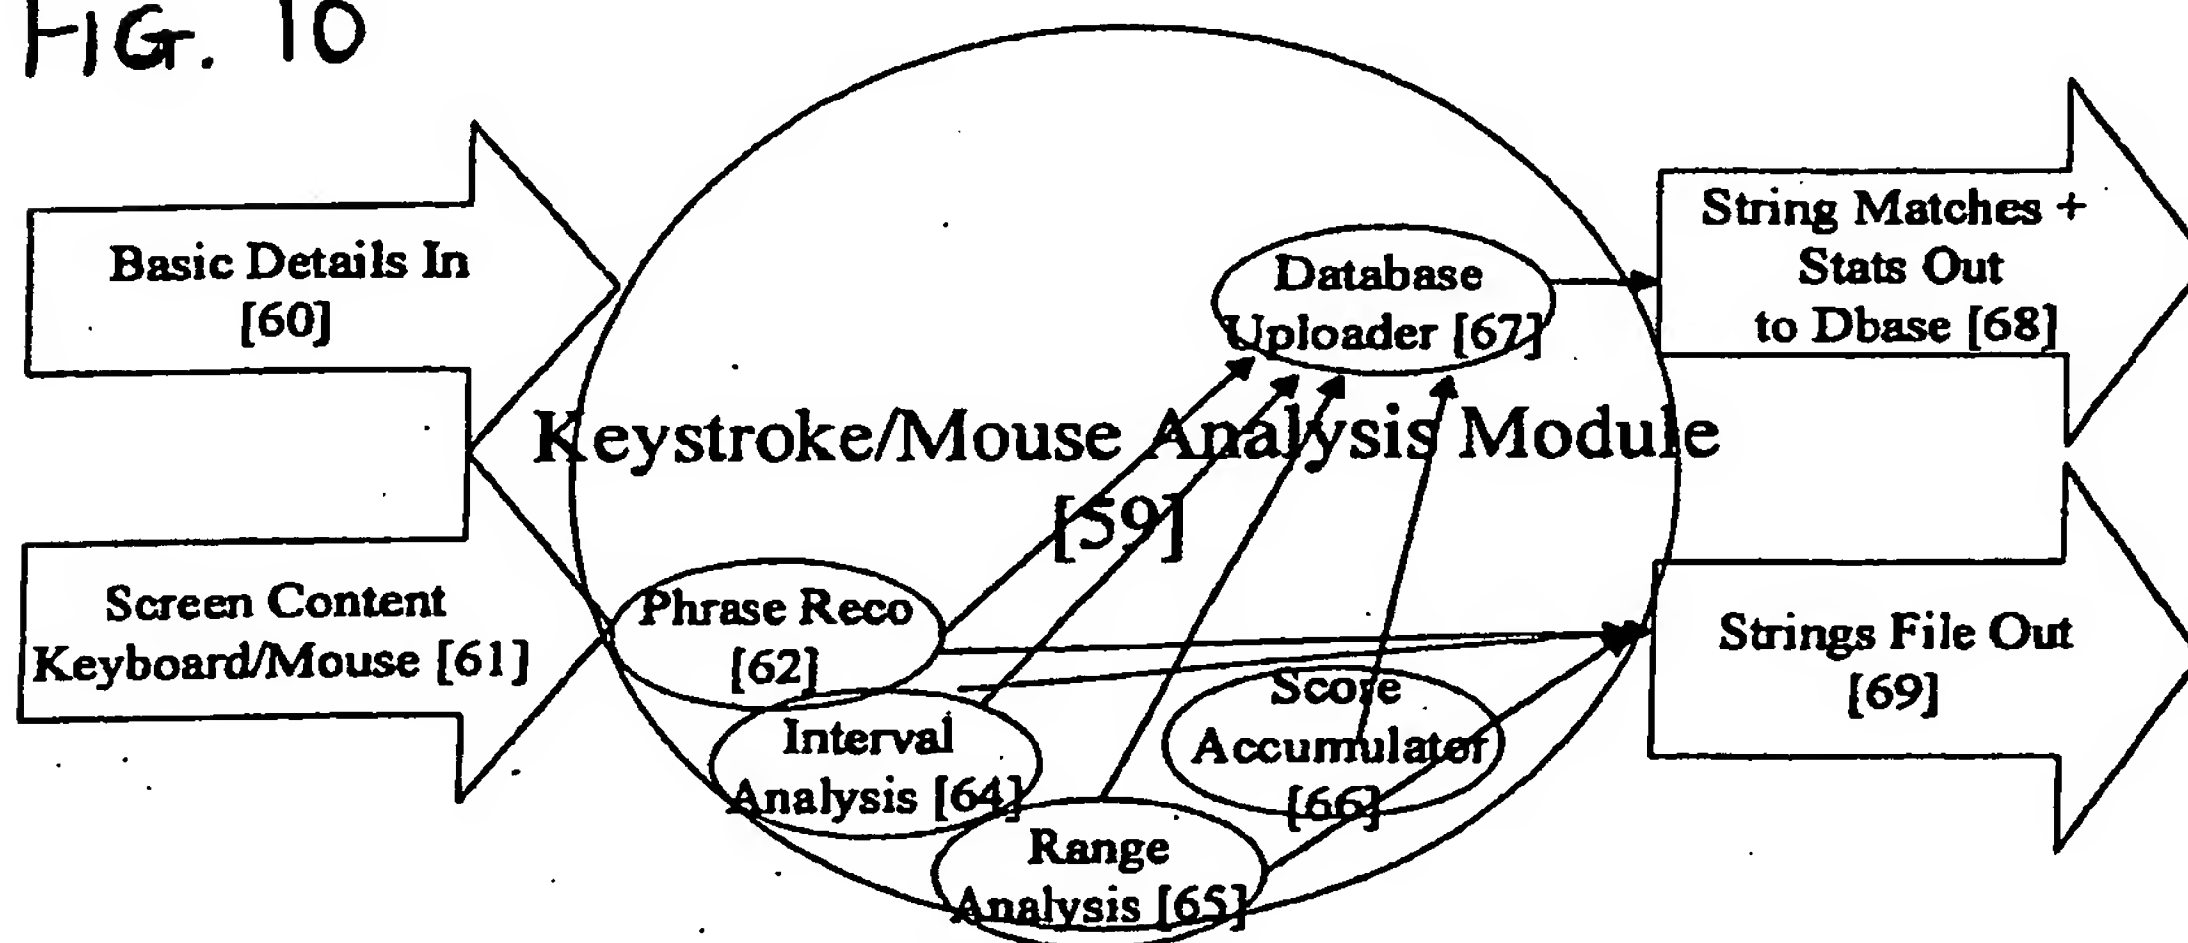 FIG. 10
Basic Details In
[60]
Screen Content
Keyboard/Mouse [61]
Keystroke/Mouse Analysis Module
[59]
Database
Uploader [67]
Phrase Reco
[62]
Interval
Analysis [64]
Range
Analysis [65]
Score
Accumulator
[66]
String Matches +
Stats Out
to Dbase [68]
Strings File Out
[69]